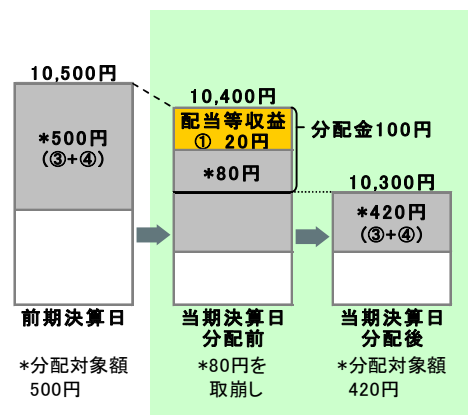 10,500円
*500円
(③+④)
前期決算日
*分配対象額
500円
10,400円
配当等収益
① 20円
*80円
分配金100円
当期決算日
分配前
*80円を
取崩し
10,300円
*420円
(③+④)
当期決算日
分配後
*分配対象額
420円